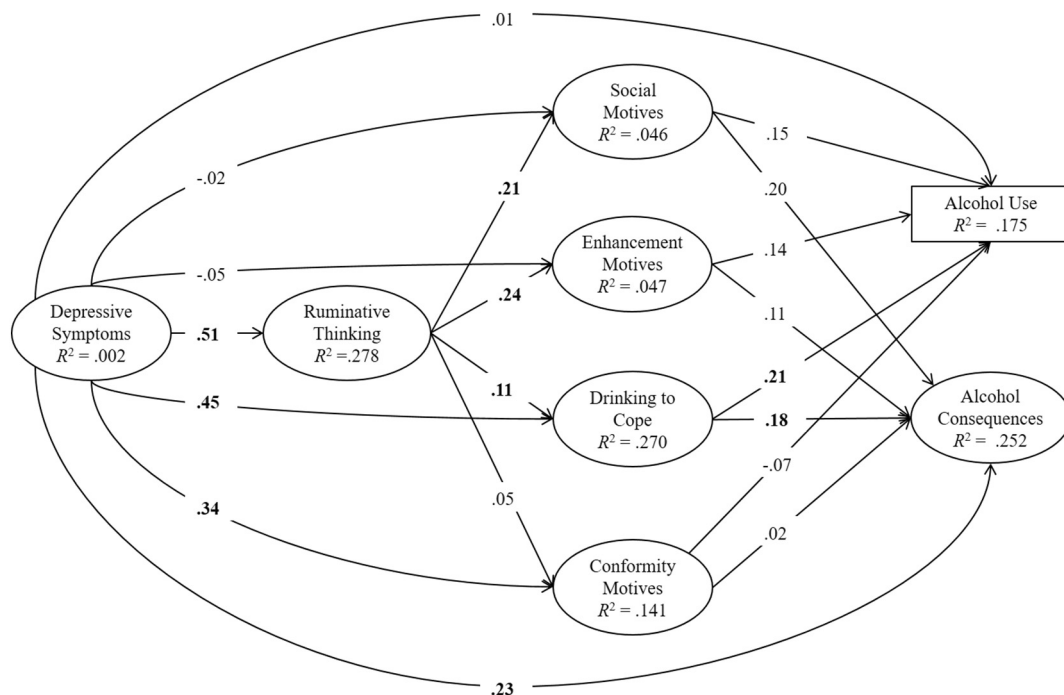 .01
Social
Motives
R² = .046
-.02
.15
.21
.20
Alcohol Use
R² = .175
Enhancement
Motives
R² = .047
-.05
.14
.24
Depressive
Symptoms
R² = .002
.51
Ruminative
Thinking
R² =.278
.11
.11
.21
.45
Drinking to
Cope
R² = .270
.18
Alcohol
Consequences
R² = .252
-.07
.34
.05
.02
Conformity
Motives
R² = .141
.23